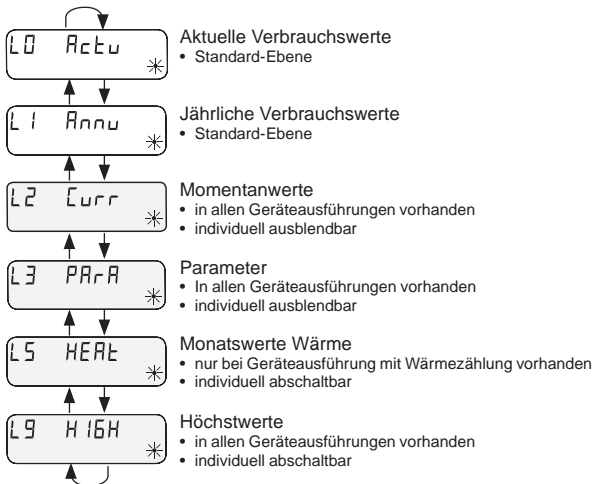 L0 Actu
Aktuelle Verbrauchswerte
• Standard-Ebene
L1 Annu
Jährliche Verbrauchswerte
• Standard-Ebene
L2 Curr
Momentanwerte
• in allen Geräteausführungen vorhanden
• individuell ausblendbar
L3 PArA
Parameter
• In allen Geräteausführungen vorhanden
• individuell ausblendbar
L5 HEAt
Monatswerte Wärme
• nur bei Geräteausführung mit Wärmezählung vorhanden
• individuell abschaltbar
L9 HIGH
Höchstwerte
• in allen Geräteausführungen vorhanden
• individuell abschaltbar